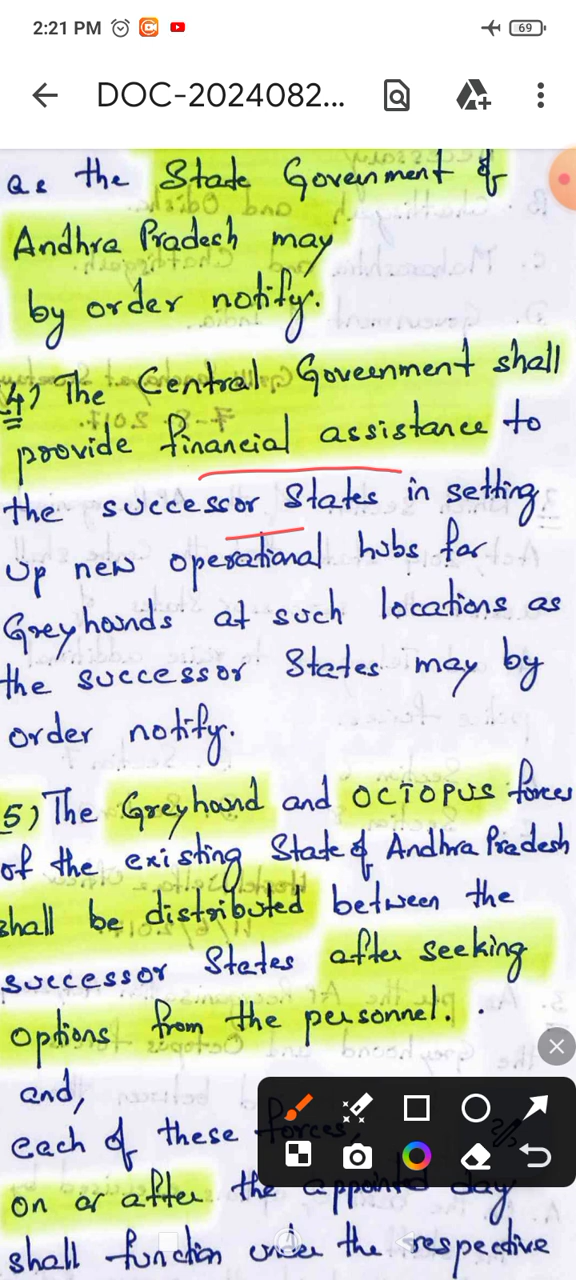 2:21 PM
69
DOC-2024082...
as the State Government of
Andhra Pradesh may
by order notify.
4) The Central Government shall
provide financial assistance to
the successor States in setting
up new operational hubs for
Greyhounds at such locations as
the successor States may by
order notify.
5) The Greyhound and OCTOPUS forces
of the existing State of Andhra Pradesh
shall be distributed between the
successor States after seeking
options from the personnel.
and,
each of these forces,
on or after the appointed day
shall function under the respective